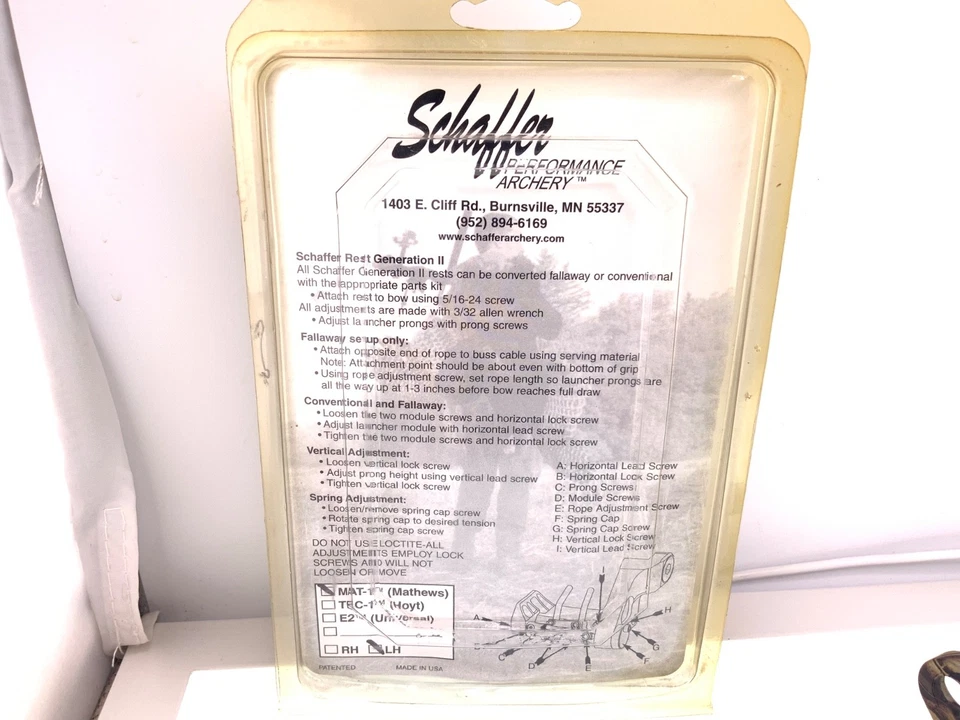 Schaffer
PERFORMANCE
ARCHERY™
1403 E. Cliff Rd., Burnsville, MN 55337
(952) 894-6169
www.schafferarchery.com
Schaffer Rest Generation II
All Schaffer Generation II rests can be converted fallaway or conventional
with the appropriate parts kit
• Attach rest to bow using 5/16-24 screw
All adjustments are made with 3/32 allen wrench
• Adjust launcher prongs with prong screws
Fallaway setup only:
• Attach opposite end of rope to buss cable using serving material
Note: Attachment point should be about even with bottom of grip
• Using rope adjustment screw, set rope length so launcher prongs are
all the way up at 1-3 inches before bow reaches full draw
Conventional and Fallaway:
• Loosen the two module screws and horizontal lock screw
• Adjust launcher module with horizontal lead screw
• Tighten the two module screws and horizontal lock screw
Vertical Adjustment:
• Loosen vertical lock screw
• Adjust prong height using vertical lead screw
• Tighten vertical lock screw
Spring Adjustment:
• Loosen/remove spring cap screw
• Rotate spring cap to desired tension
• Tighten spring cap screw
DO NOT USE LOCTITE-ALL
ADJUSTMENTS EMPLOY LOCK
SCREWS AND WILL NOT
LOOSEN OR MOVE
A: Horizontal Lead Screw
B: Horizontal Lock Screw
C: Prong Screws
D: Module Screws
E: Rope Adjustment Screw
F: Spring Cap
G: Spring Cap Screw
H: Vertical Lock Screw
I: Vertical Lead Screw
MAT-1™ (Mathews)
TEC-1™ (Hoyt)
E2™ (Universal)
RH LH
PATENTED MADE IN USA
I
A
H
G
F
E
D